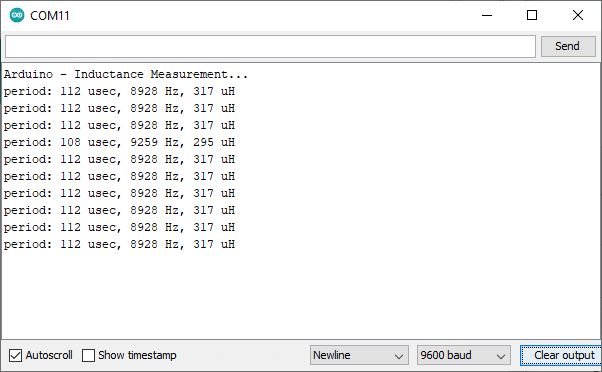 COM11
Send
Arduino - Inductance Measurement...
period: 112 usec, 8928 Hz, 317 uH
period: 112 usec, 8928 Hz, 317 uH
period: 112 usec, 8928 Hz, 317 uH
period: 108 usec, 9259 Hz, 295 uH
period: 112 usec, 8928 Hz, 317 uH
period: 112 usec, 8928 Hz, 317 uH
period: 112 usec, 8928 Hz, 317 uH
period: 112 usec, 8928 Hz, 317 uH
period: 112 usec, 8928 Hz, 317 uH
period: 112 usec, 8928 Hz, 317 uH
Autoscroll Show timestamp Newline 9600 baud Clear output